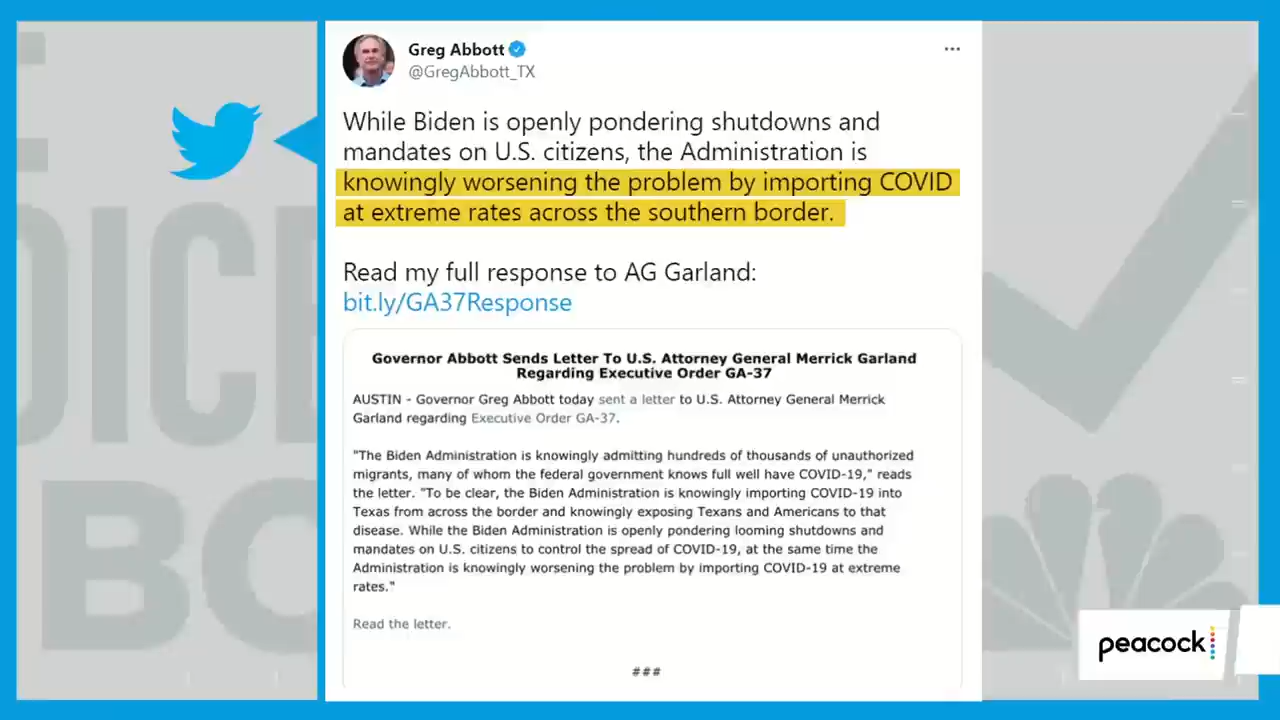 Greg Abbott
@GregAbbott_TX
While Biden is openly pondering shutdowns and
mandates on U.S. citizens, the Administration is
knowingly worsening the problem by importing COVID
at extreme rates across the southern border.
Read my full response to AG Garland:
bit.ly/GA37Response
Governor Abbott Sends Letter To U.S. Attorney General Merrick Garland
Regarding Executive Order GA-37
AUSTIN - Governor Greg Abbott today sent a letter to U.S. Attorney General Merrick
Garland regarding Executive Order GA-37.
"The Biden Administration is knowingly admitting hundreds of thousands of unauthorized
migrants, many of whom the federal government knows full well have COVID-19," reads
the letter. "To be clear, the Biden Administration is knowingly importing COVID-19 into
Texas from across the border and knowingly exposing Texans and Americans to that
disease. While the Biden Administration is openly pondering looming shutdowns and
mandates on U.S. citizens to control the spread of COVID-19, at the same time the
Administration is knowingly worsening the problem by importing COVID-19 at extreme
rates."
Read the letter.
###
peacock